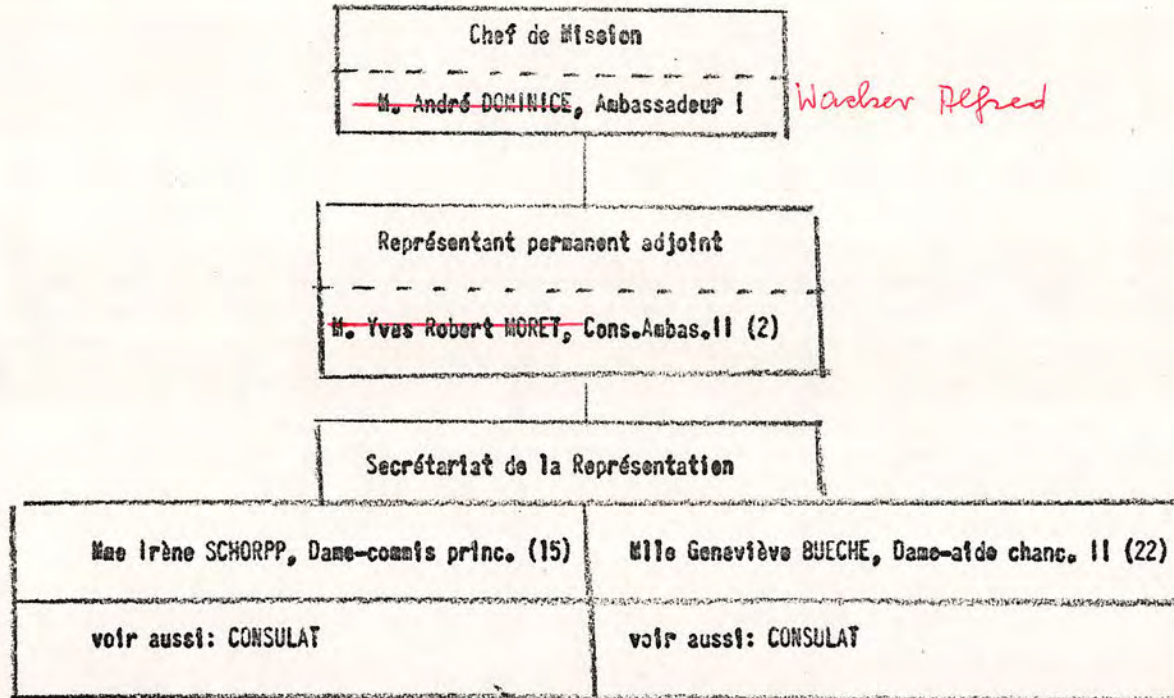 Chef de Mission
M. André DOMINICE, Ambassadeur I
Wacker Alfred
Représentant permanent adjoint
M. Yves Robert MORET, Cons.Ambas.II (2)
Secrétariat de la Représentation
Mme Irène SCHORPP, Dame-commis princ. (15)
Mlle Geneviève BUECHE, Dame-aide chanc. II (22)
voir aussi: CONSULAT
voir aussi: CONSULAT